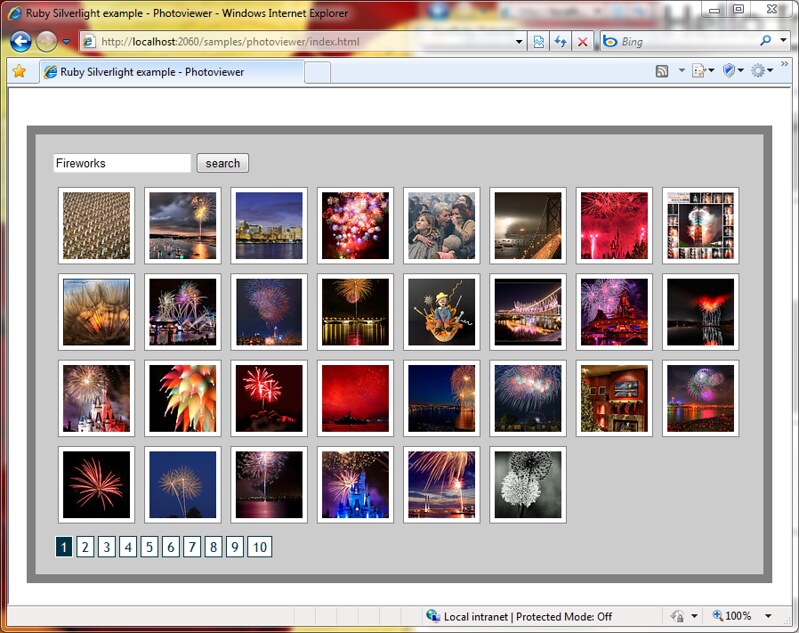 Ruby Silverlight example - Photoviewer - Windows Internet Explorer
http://localhost:2060/samples/photoviewer/index.html
Bing
Ruby Silverlight example - Photoviewer
Fireworks
search
1 2 3 4 5 6 7 8 9 10
Local intranet | Protected Mode: Off
100%